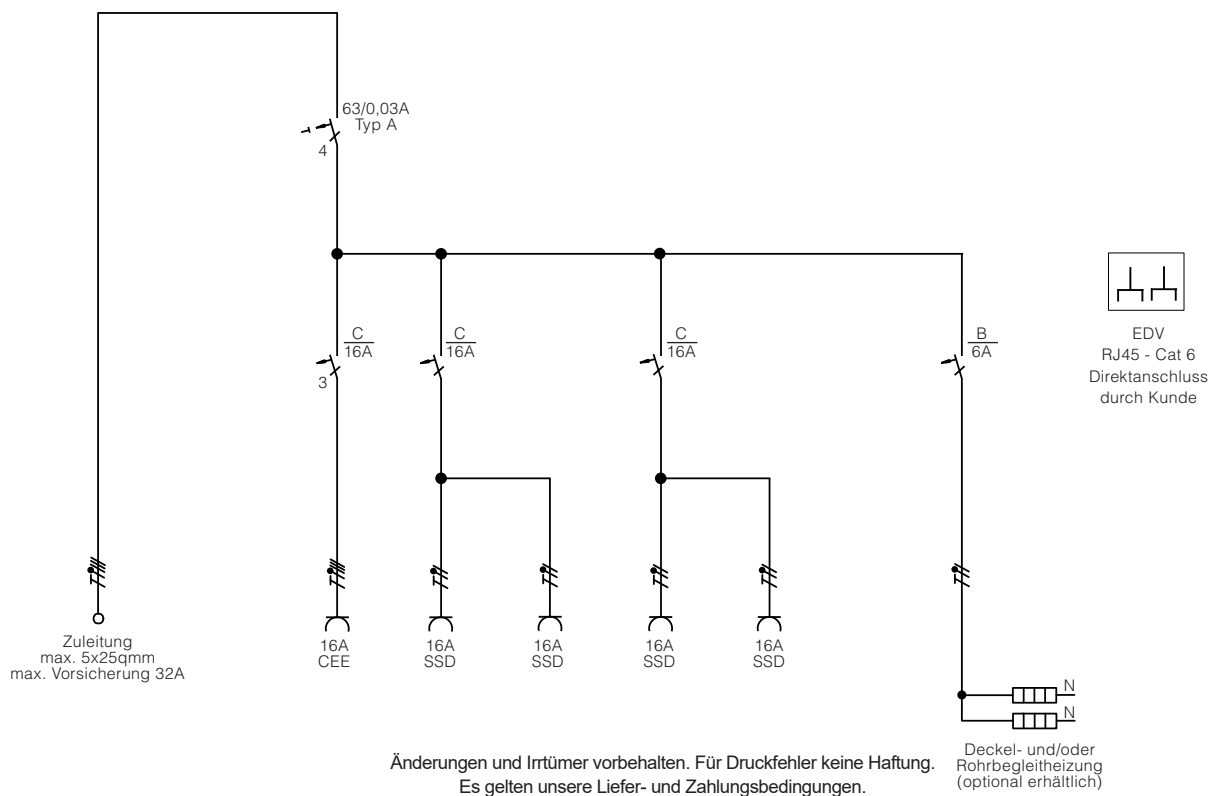 63/0,03A
Typ A
4
C
16A
3
C
16A
C
16A
B
6A
EDV
RJ45 - Cat 6
Direktanschluss
durch Kunde
Zuleitung
max. 5x25qmm
max. Vorsicherung 32A
16A
CEE
16A
SSD
16A
SSD
16A
SSD
16A
SSD
N
N
Deckel- und/oder
Rohrbegleitheizung
(optional erhältlich)
Änderungen und Irrtümer vorbehalten. Für Druckfehler keine Haftung.
Es gelten unsere Liefer- und Zahlungsbedingungen.